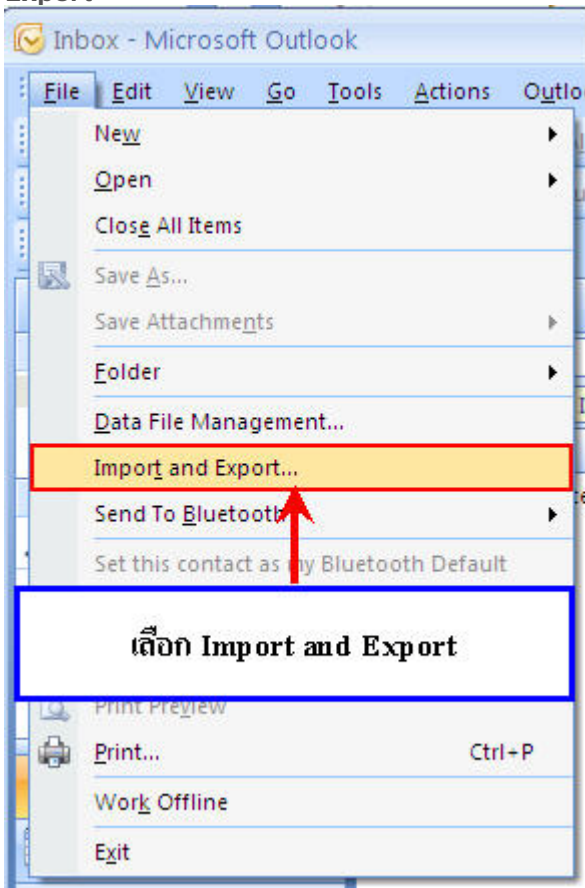 Export
Inbox - Microsoft Outlook
File Edit View Go Tools Actions Outlo
New
Open
Close All Items
Save As...
Save Attachments
Folder
Data File Management...
Import and Export...
Send To Bluetooth
Set this contact as my Bluetooth Default
เลือก Import and Export
Print Preview
Print... Ctrl+P
Work Offline
Exit